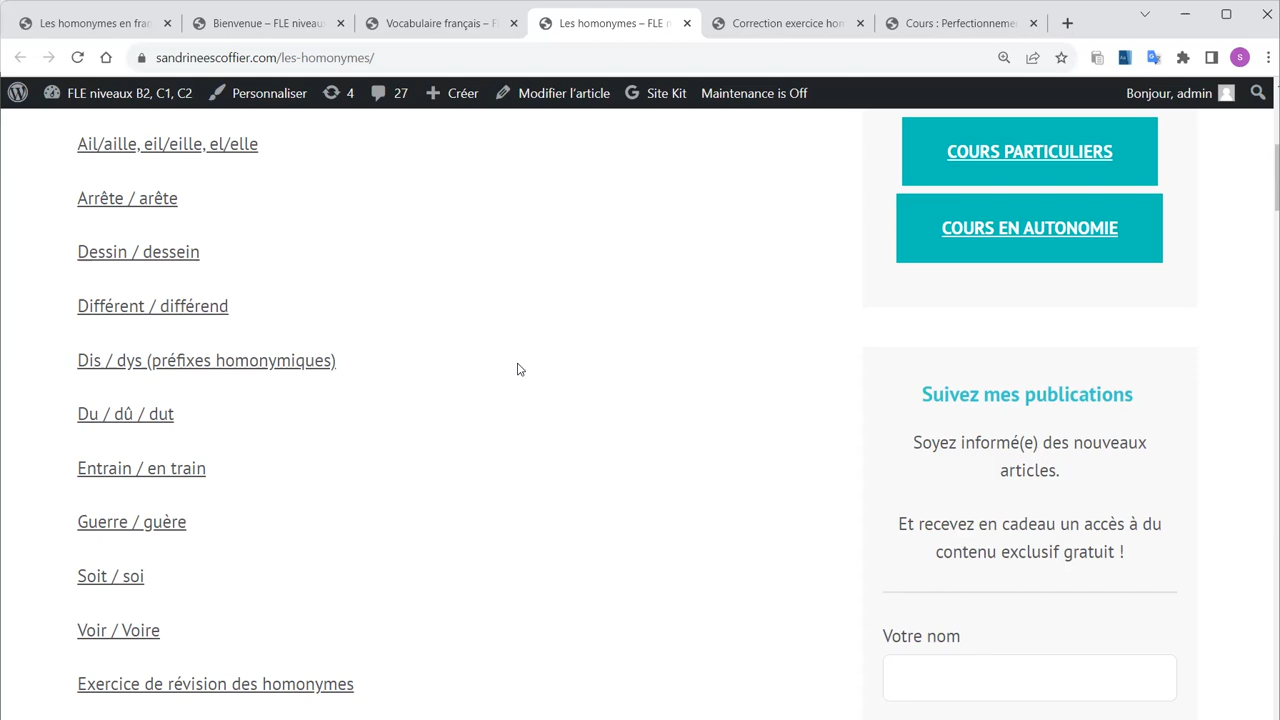 Les homonymes en fran
Bienvenue – FLE niveau
Vocabulaire français – F
Les homonymes – FLE n
Correction exercice hom
Cours : Perfectionneme
sandrineescoffier.com/les-homonymes/
S
FLE niveaux B2, C1, C2
Personnaliser
4
27
Créer
Modifier l'article
Site Kit
Maintenance is Off
Bonjour, admin
Ail/aille, eil/eille, el/elle
Arrête / arête
Dessin / dessein
Différent / différend
Dis / dys (préfixes homonymiques)
Du / dû / dut
Entrain / en train
Guerre / guère
Soit / soi
Voir / Voire
Exercice de révision des homonymes
COURS PARTICULIERS
COURS EN AUTONOMIE
Suivez mes publications
Soyez informé(e) des nouveaux
articles.
Et recevez en cadeau un accès à du
contenu exclusif gratuit !
Votre nom